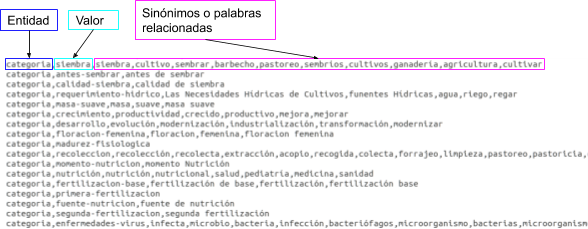 Entidad
Valor
Sinónimos o palabras
relacionadas
categoria,siembra,siembra,cultivo,sembrar,barbecho,pastoreo,sembrios,cultivos,ganaderia,agricultura,cultivar
categoria,antes-sembrar,antes de sembrar
categoria,calidad-siembra,calidad de siembra
categoria,requerimiento-hidrico,Las Necesidades Hídricas de Cultivos,fuentes Hídricas,agua,riego,regar
categoria,masa-suave,masa,suave,masa suave
categoria,crecimiento,productividad,crecido,productivo,mejora,mejorar
categoria,desarrollo,evolución,modernización,industrialización,transformación,modernizar
categoria,floracion-femenina,floracion,femenina,floracion femenina
categoria,madurez-fisiologica
categoria,recoleccion,recolección,recolecta,extracción,acopio,recogida,colecta,forrajeo,limpieza,pastoreo,pastoricia,
categoria,momento-nutricion,momento Nutrición
categoria,nutrición,nutrición,nutricional,salud,pediatria,medicina,sanidad
categoria,fertilizacion-base,fertilización de base,fertilización,fertilización base
categoria,primera-fertilizacion
categoria,fuente-nutricion,fuente de nutrición
categoria,segunda-fertilizacion,segunda fertilización
categoria,enfermedades-virus,infecta,microbio,bacteria,infección,bacteriófagos,microorganismo,bacterias,microorganism